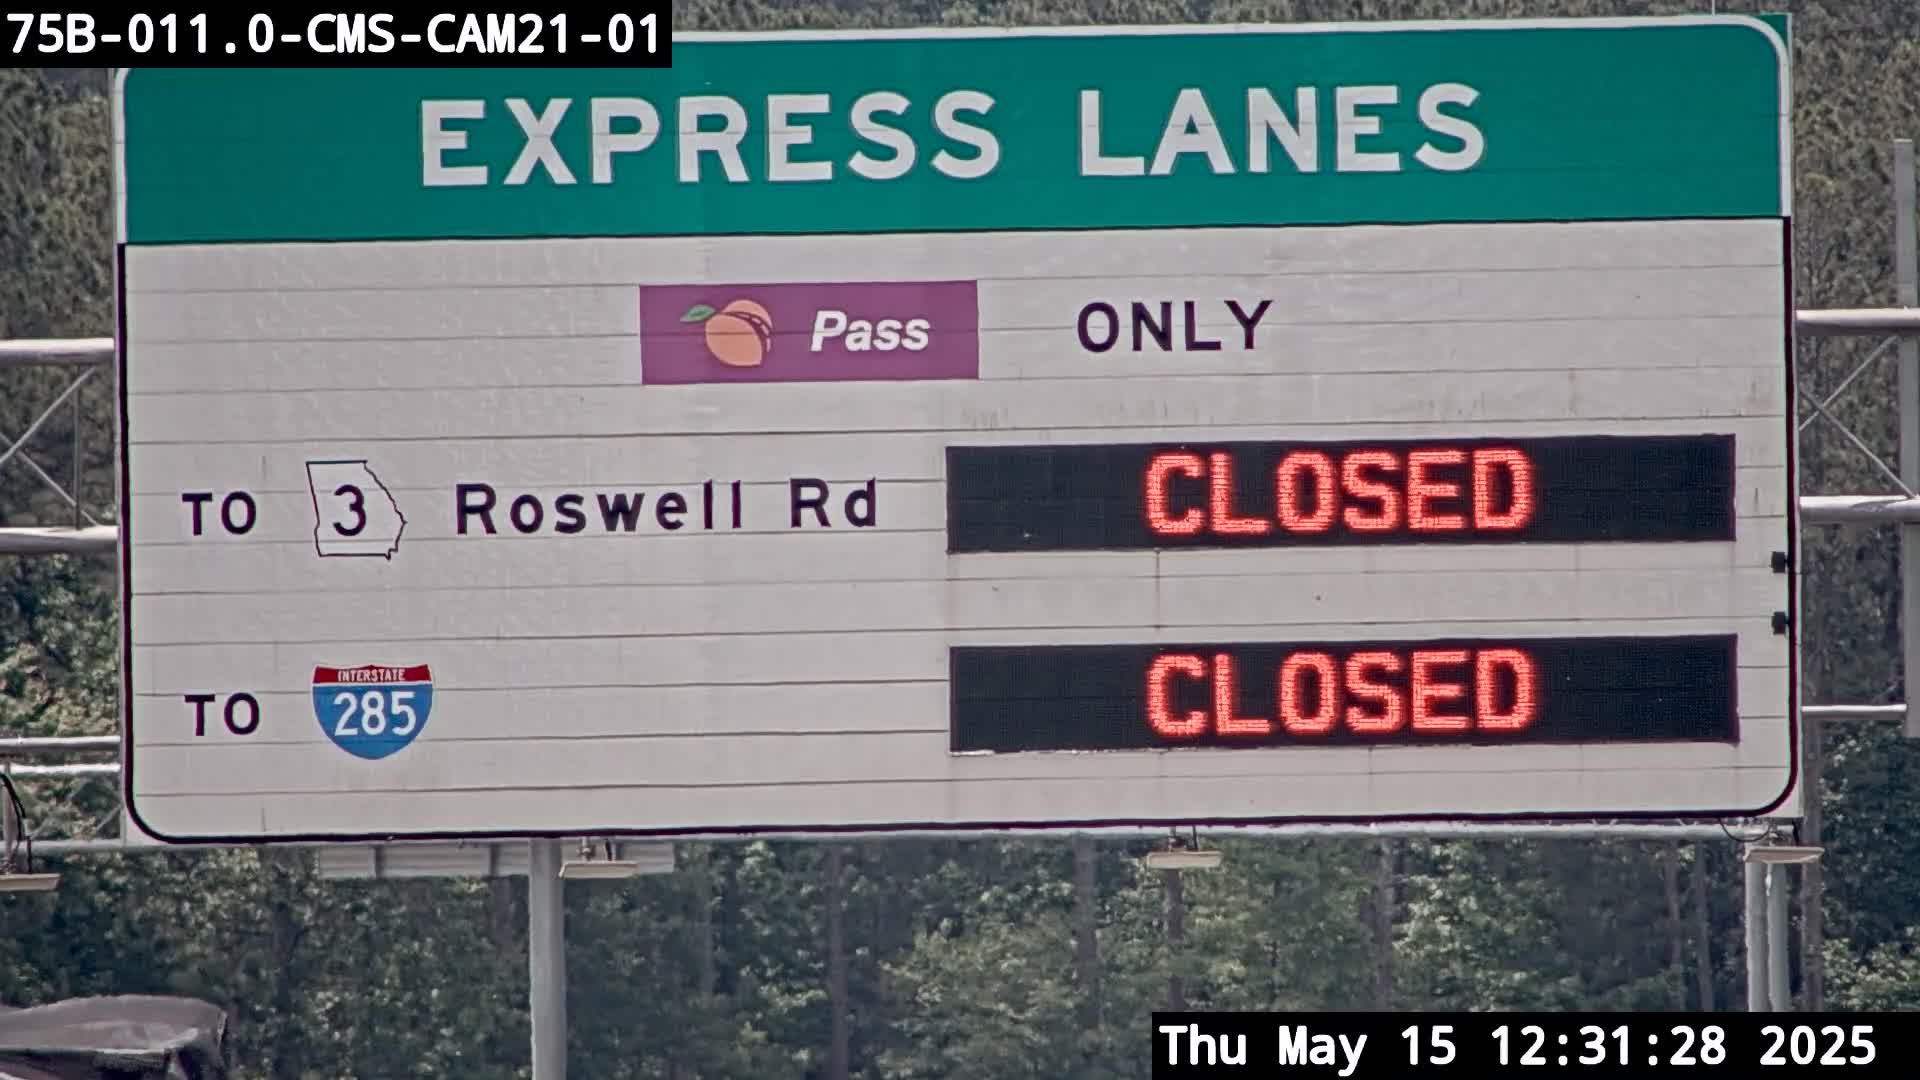 75B-011.0-CMS-CAM21-01
EXPRESS LANES
Pass ONLY
TO 3 Roswell Rd CLOSED
TO INTERSTATE 285 CLOSED
Thu May 15 12:31:28 2025